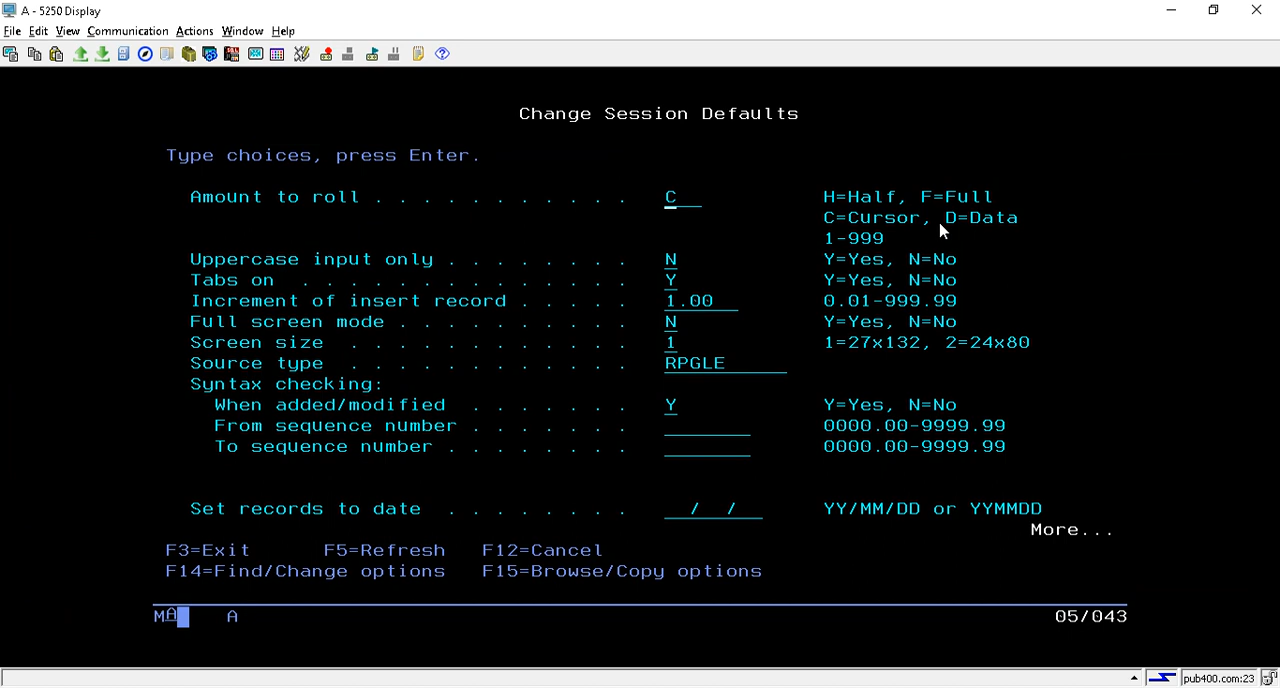 A - 5250 Display
File Edit View Communication Actions Window Help
Change Session Defaults
Type choices, press Enter.
Amount to roll . . . . . . . . . . . C H=Half, F=Full
C=Cursor, D=Data
1-999
Uppercase input only . . . . . . . . N Y=Yes, N=No
Tabs on . . . . . . . . . . . . . . Y Y=Yes, N=No
Increment of insert record . . . . . 1.00 0.01-999.99
Full screen mode . . . . . . . . . . N Y=Yes, N=No
Screen size . . . . . . . . . . . . 1 1=27x132, 2=24x80
Source type . . . . . . . . . . . . RPGLE
Syntax checking:
When added/modified . . . . . . . Y Y=Yes, N=No
From sequence number . . . . . . . 0000.00-9999.99
To sequence number . . . . . . . . 0000.00-9999.99
Set records to date . . . . . . . . / / YY/MM/DD or YYMMDD
More...
F3=Exit F5=Refresh F12=Cancel
F14=Find/Change options F15=Browse/Copy options
MA A 05/043
pub400.com:23